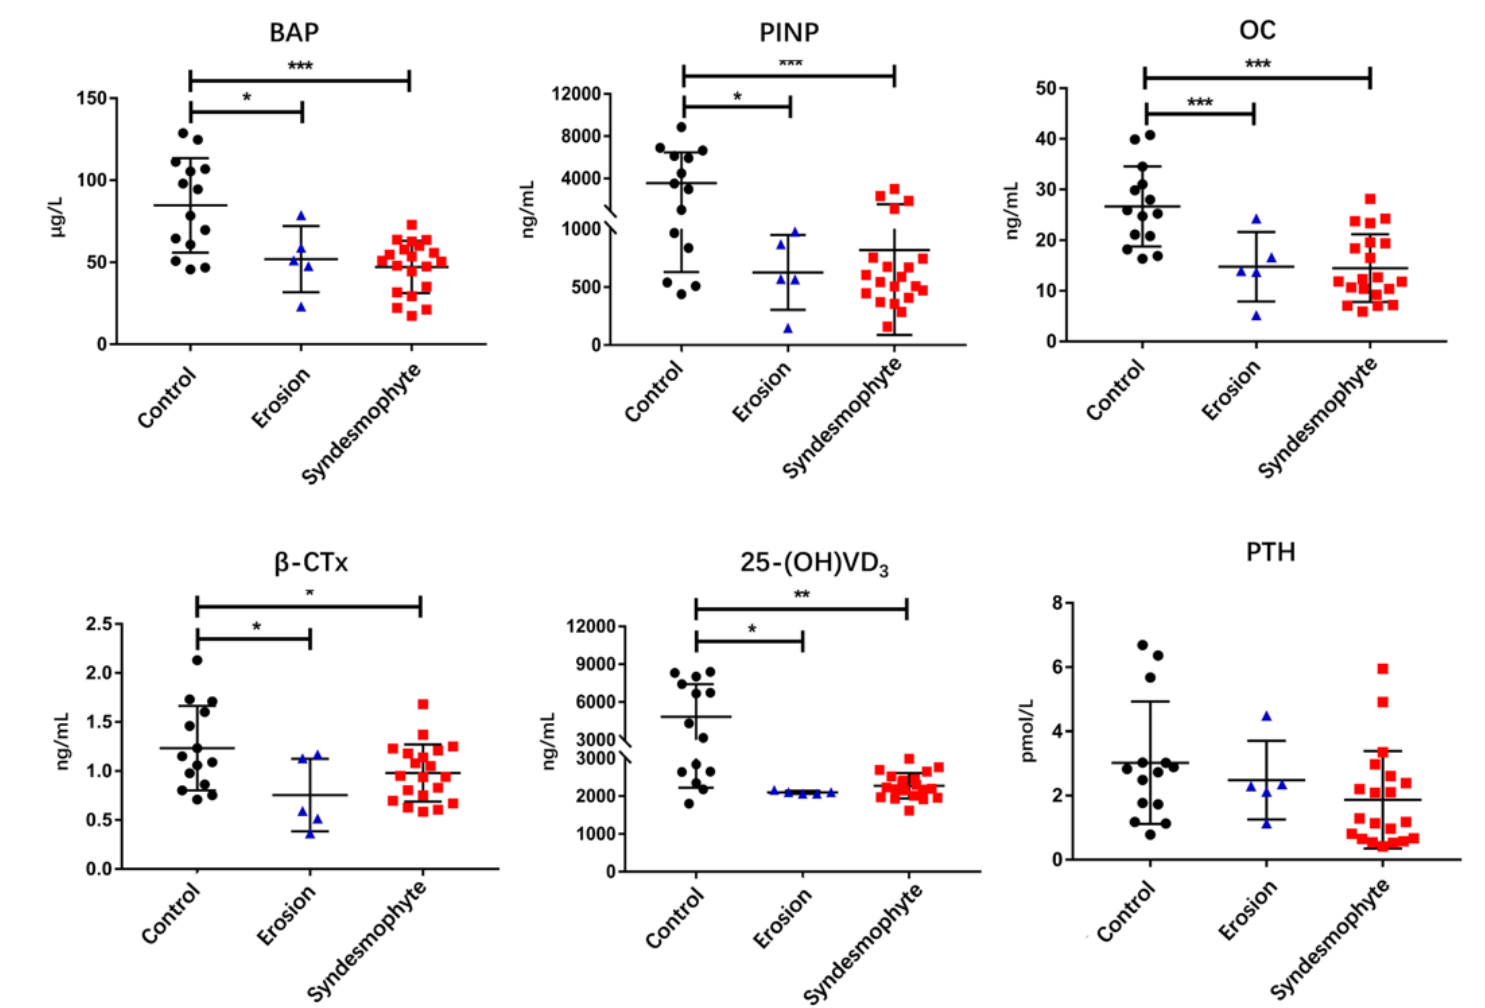 BAP
***
*
150
100
50
0
µg/L
Control
Erosion
Syndesmophyte
PINP
***
*
12000
8000
4000
1000
500
0
ng/mL
Control
Erosion
Syndesmophyte
OC
***
***
50
40
30
20
10
0
ng/mL
Control
Erosion
Syndesmophyte
β-CTx
*
*
2.5
2.0
1.5
1.0
0.5
0.0
ng/mL
Control
Erosion
Syndesmophyte
25-(OH)VD₃
**
*
12000
9000
6000
3000
3000
2000
1000
0
ng/mL
Control
Erosion
Syndesmophyte
PTH
8
6
4
2
0
pmol/L
Control
Erosion
Syndesmophyte